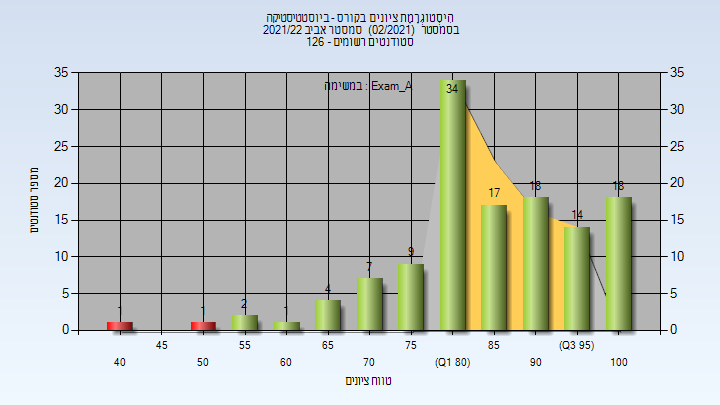 היסטוגרמת ציונים בקורס - ביוסטטיסטיקה
בסמסטר (02/2021) סמסטר אביב 2021/22
סטודנטים רשומים - 126
במשימה : Exam_A
מספר סטודנטים
35 35
30 30
25 25
20 20
15 15
10 10
5 5
0 0
1 1 2 1 4 7 9 34 17 18 14 18
45 55 65 75 85 (Q3 95)
40 50 60 70 (Q1 80) 90 100
טווח ציונים